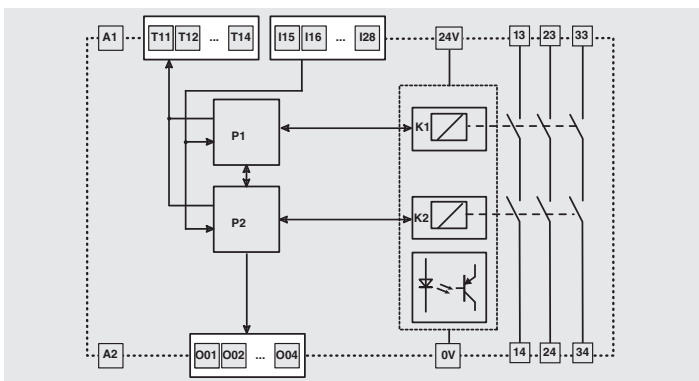 A1 T11 T12 ... T14 I15 I16 ... I28 24V 13 23 33
P1 K1
P2 K2
A2 O01 O02 ... O04 0V 14 24 34